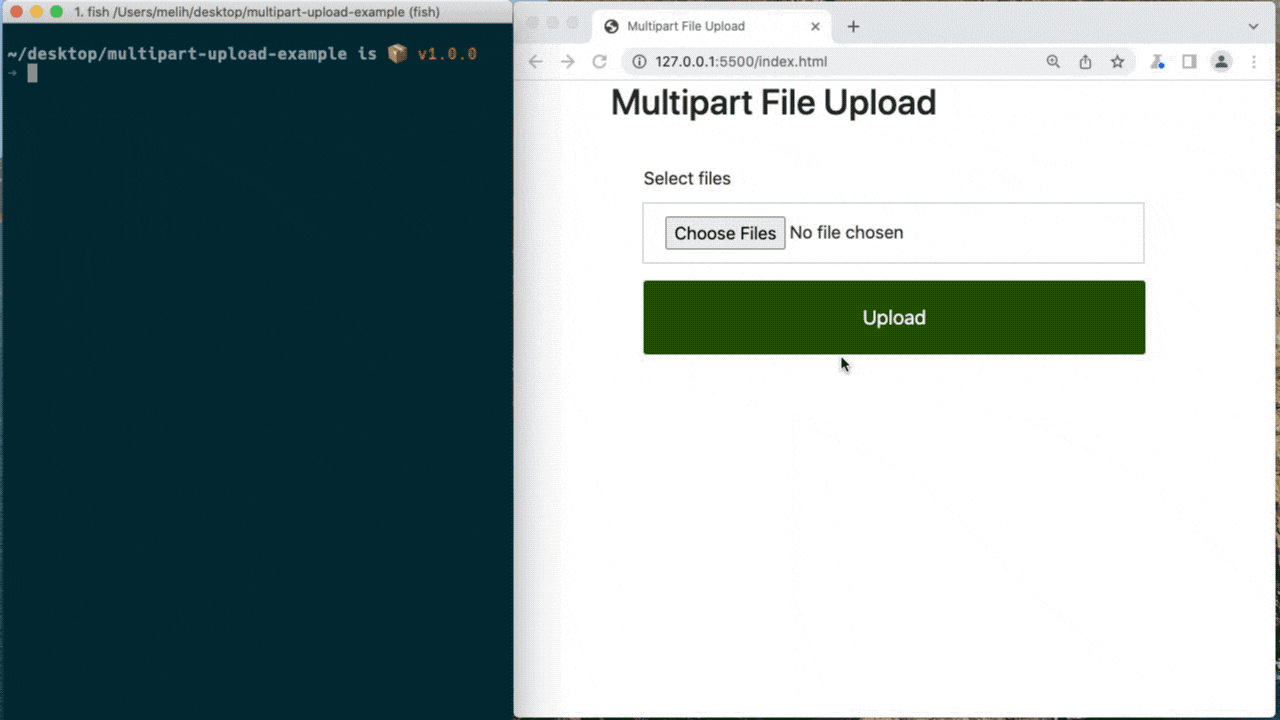 1. fish /Users/melih/desktop/multipart-upload-example (fish)
~/desktop/multipart-upload-example is 📦 v1.0.0
➜
Multipart File Upload
127.0.0.1:5500/index.html
Multipart File Upload
Select files
Choose Files No file chosen
Upload